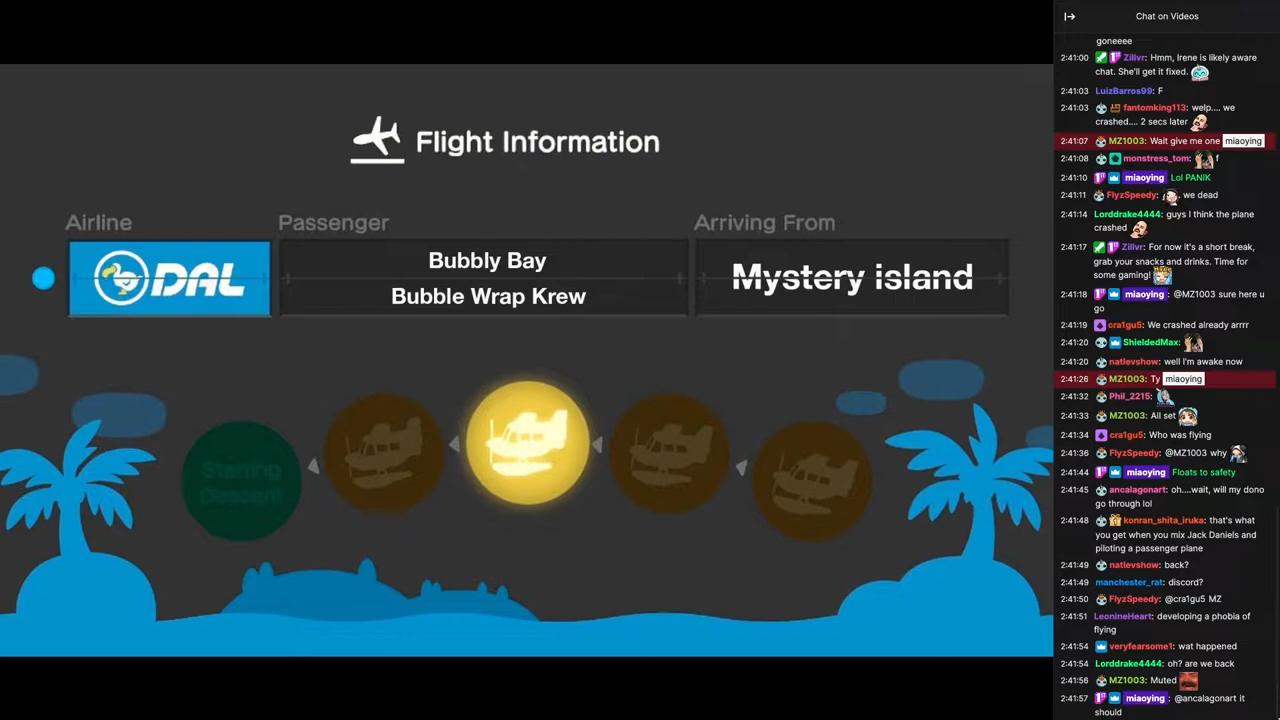 Flight Information
Airline
Passenger
Arriving From
DAL
Bubbly Bay
Bubble Wrap Krew
Mystery island
Starting
Descent
Chat on Videos
goneeee
2:41:00 Zillvr: Hmm, Irene is likely aware
chat. She'll get it fixed.
2:41:03 LuizBarros99: F
2:41:03 fantomking113: welp.... we
crashed.... 2 secs later
2:41:07 MZ1003: Wait give me one miaoying
2:41:08 monstress_tom: f
2:41:10 miaoying Lol PANIK
2:41:11 FlyzSpeedy: we dead
2:41:14 Lorddrake4444: guys I think the plane
crashed
2:41:17 Zillvr: For now it's a short break,
grab your snacks and drinks. Time for
some gaming!
2:41:18 miaoying : @MZ1003 sure here u
go
2:41:19 cra1gu5: We crashed already arrrr
2:41:20 ShieldedMax:
2:41:20 natlevshow: well I'm awake now
2:41:26 MZ1003: Ty miaoying
2:41:32 Phil_2215:
2:41:33 MZ1003: All set
2:41:34 cra1gu5: Who was flying
2:41:36 FlyzSpeedy: @MZ1003 why
2:41:44 miaoying Floats to safety
2:41:45 ancalagonart: oh....wait, will my dono
go through lol
2:41:48 konran_shita_iruka: that's what
you get when you mix Jack Daniels and
piloting a passenger plane
2:41:49 natlevshow: back?
2:41:49 manchester_rat: discord?
2:41:50 FlyzSpeedy: @cra1gu5 MZ
2:41:51 LeonineHeart: developing a phobia of
flying
2:41:54 veryfearsome1: wat happened
2:41:54 Lorddrake4444: oh? are we back
2:41:56 MZ1003: Muted
2:41:57 miaoying : @ancalagonart it
should